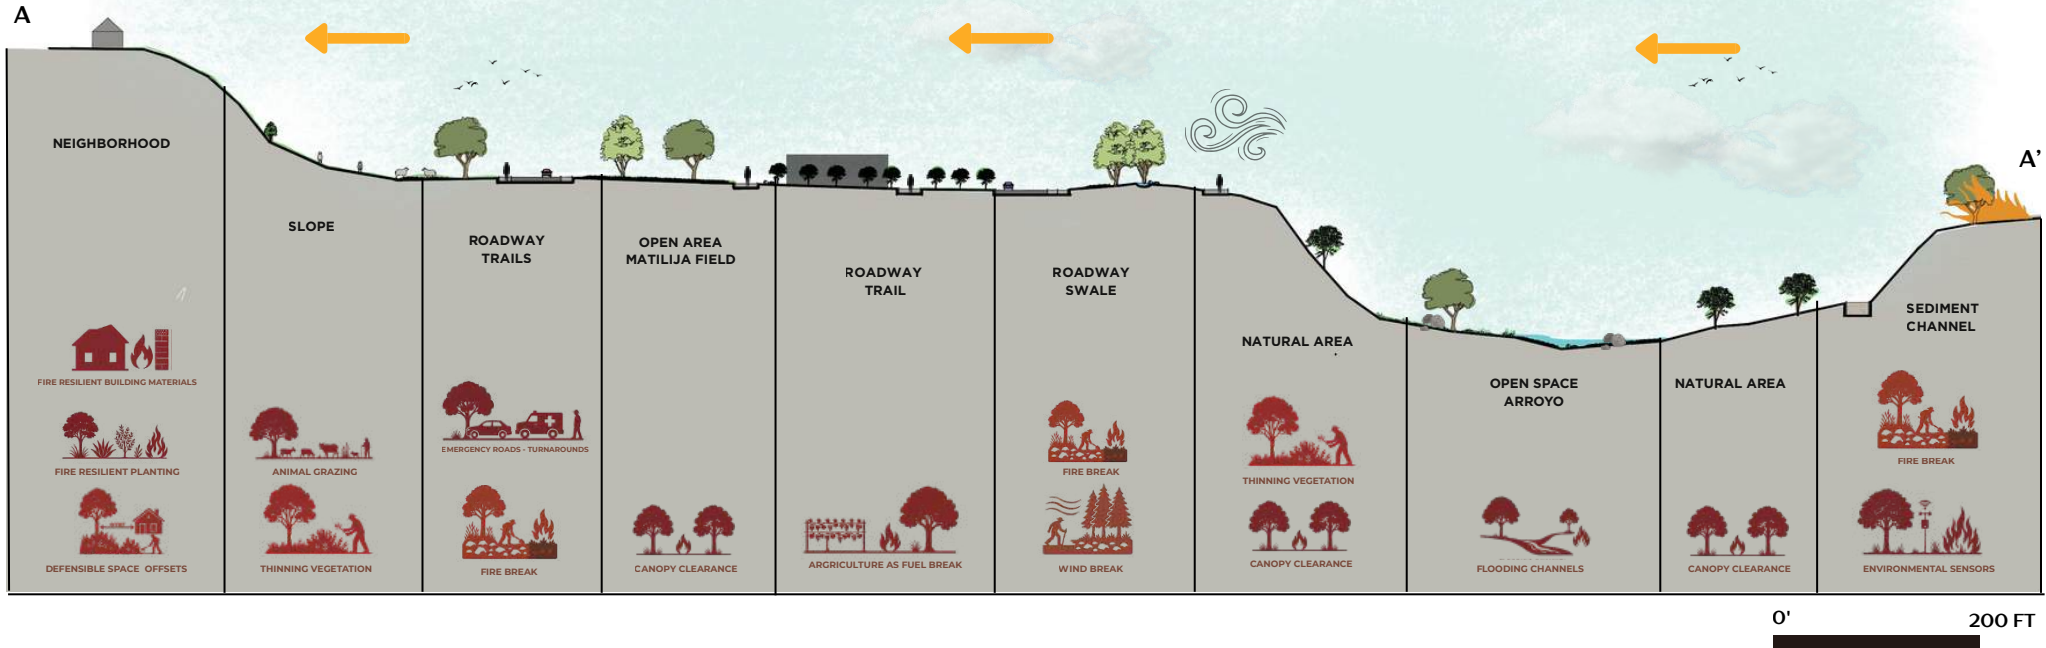 A
A'
NEIGHBORHOOD
FIRE RESILIENT BUILDING MATERIALS
FIRE RESILIENT PLANTING
DEFENSIBLE SPACE OFFSETS
SLOPE
ANIMAL GRAZING
THINNING VEGETATION
ROADWAY
TRAILS
EMERGENCY ROADS - TURNAROUNDS
FIRE BREAK
OPEN AREA
MATILIJA FIELD
CANOPY CLEARANCE
ROADWAY
TRAIL
ARGRICULTURE AS FUEL BREAK
ROADWAY
SWALE
FIRE BREAK
WIND BREAK
NATURAL AREA
THINNING VEGETATION
CANOPY CLEARANCE
OPEN SPACE
ARROYO
FLOODING CHANNELS
NATURAL AREA
CANOPY CLEARANCE
SEDIMENT
CHANNEL
FIRE BREAK
ENVIRONMENTAL SENSORS
0' 200 FT